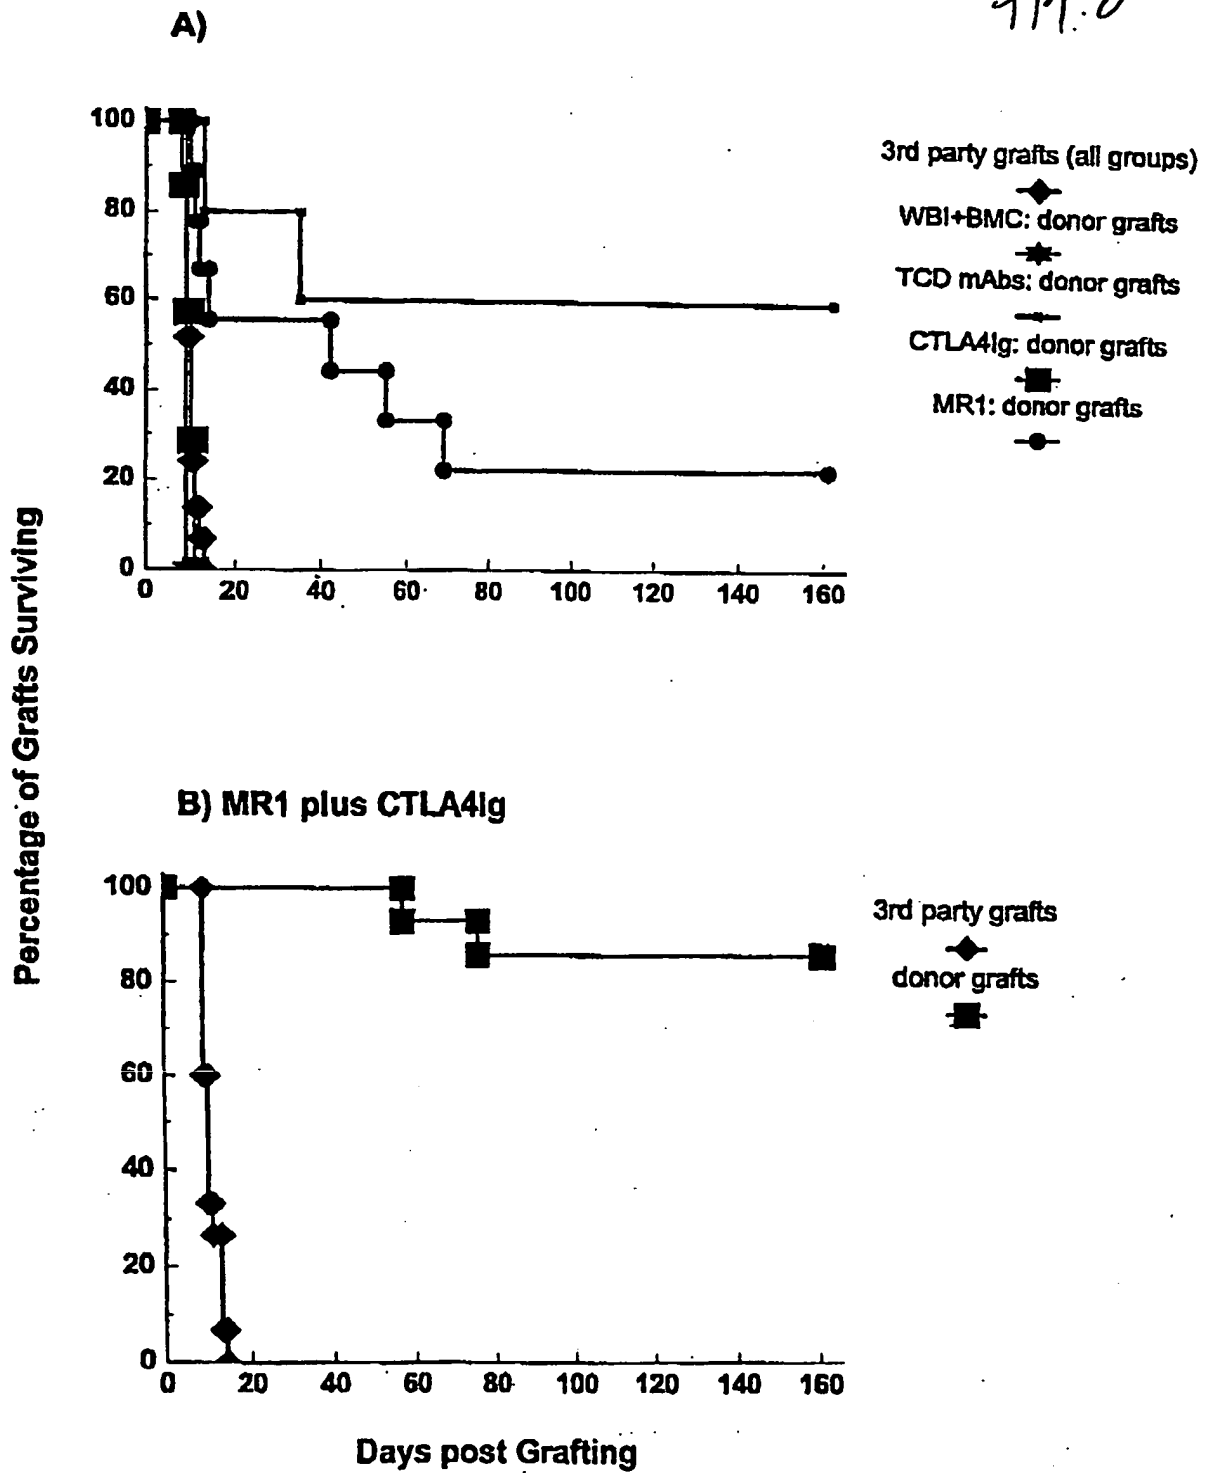 A)
100
80
60
40
20
0
0 20 40 60 80 100 120 140 160
3rd party grafts (all groups)
WBI+BMC: donor grafts
TCD mAbs: donor grafts
CTLA4Ig: donor grafts
MR1: donor grafts
Percentage of Grafts Surviving
B) MR1 plus CTLA4Ig
100
80
60
40
20
0
0 20 40 60 80 100 120 140 160
3rd party grafts
donor grafts
Days post Grafting